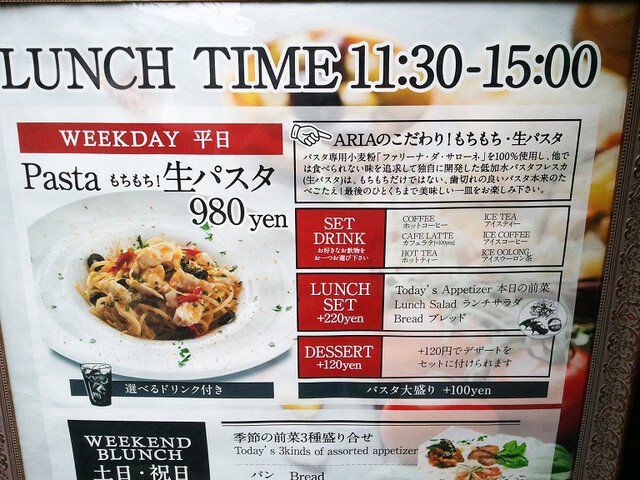 LUNCH TIME 11:30-15:00
WEEKDAY 平日
Pasta もちもち!生パスタ
980 yen
選べるドリンク付き
ARIAのこだわり!もちもち・生パスタ
パスタ専用小麦粉「ファリーナ・ダ・サローネ」を100%使用し、他で
は食べられない味を追求して独自に開発した低加水パスタフレスカ
(生パスタ)は、もちもちだけではない、歯切れの良いパスタ本来のた
べごたえ!最後のひとくちまで美味しい一皿をお楽しみ下さい。
SET
DRINK
お好きなお飲物を
お一つお選び下さい
COFFEE
ホットコーヒー
CAFE LATTE
カフェラテ(+100yen)
HOT TEA
ホットティー
ICE TEA
アイスティー
ICE COFFEE
アイスコーヒー
ICE OOLONG
アイスウーロン茶
LUNCH
SET
+220yen
Today's Appetizer 本日の前菜
Lunch Salad ランチサラダ
Bread ブレッド
DESSERT
+120yen
+120円でデザートを
セットに付けられます
パスタ大盛り +100yen
WEEKEND
BLUNCH
土日・祝日
季節の前菜3種盛り合せ
Today's 3kinds of assorted appetizer
パン Bread